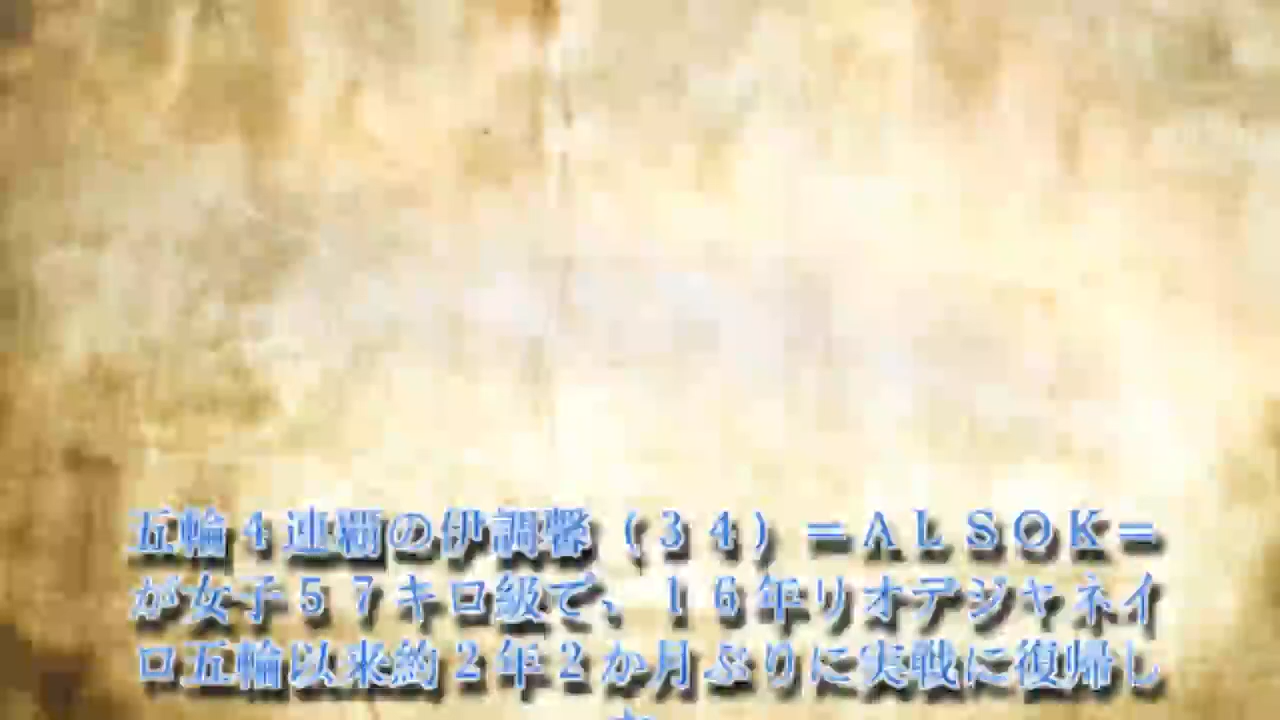 五輪４連覇の伊調馨（３４）＝ＡＬＳＯＫ＝
が女子５７キロ級で、１６年リオデジャネイ
ロ五輪以来約２年２か月ぶりに実戦に復帰し